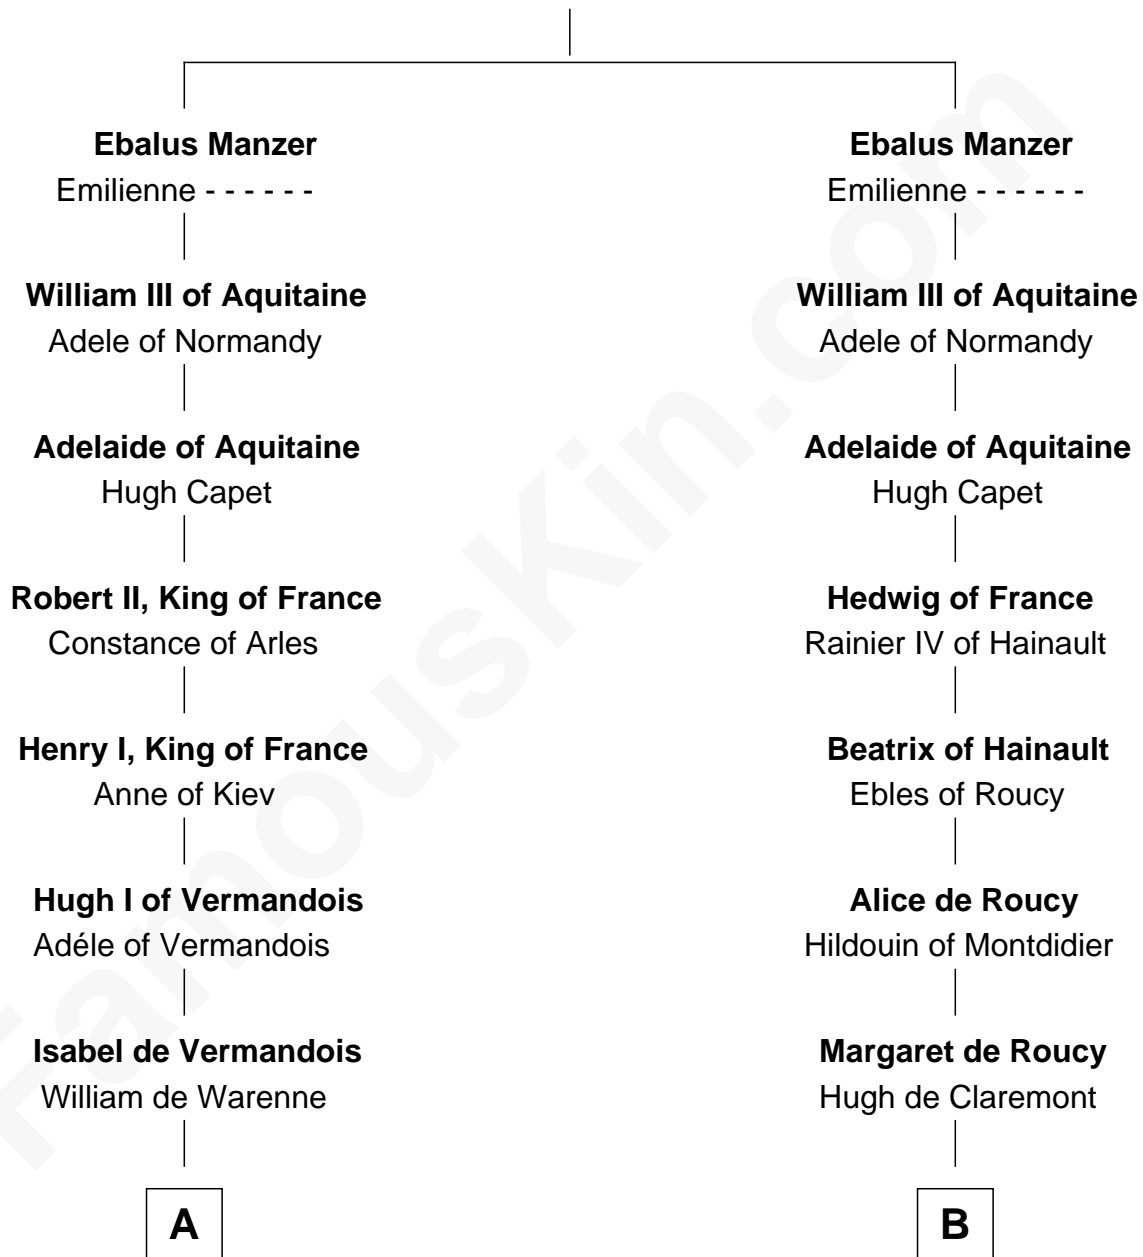 Ebalus Manzer
Emilienne - - - - - -
William III of Aquitaine
Adele of Normandy
Adelaide of Aquitaine
Hugh Capet
Robert II, King of France
Constance of Arles
Henry I, King of France
Anne of Kiev
Hugh I of Vermandois
Adéle of Vermandois
Isabel de Vermandois
William de Warenne
A
Ebalus Manzer
Emilienne - - - - - -
William III of Aquitaine
Adele of Normandy
Adelaide of Aquitaine
Hugh Capet
Hedwig of France
Rainier IV of Hainault
Beatrix of Hainault
Ebles of Roucy
Alice de Roucy
Hildouin of Montdidier
Margaret de Roucy
Hugh de Claremont
B
FamousKin.com